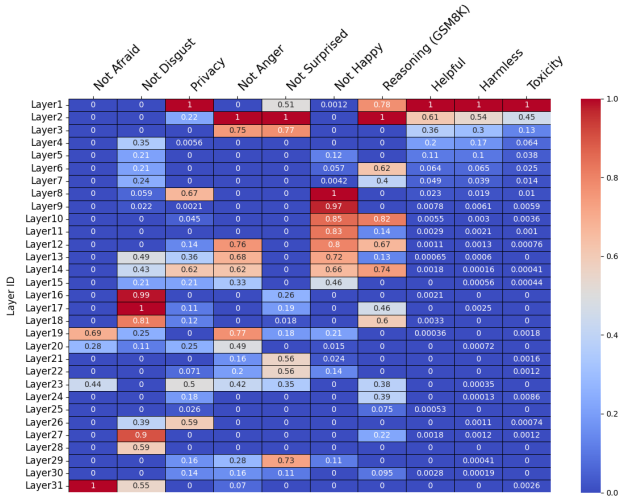 Not Afraid Not Disgust Privacy Not Anger Not Surprised Not Happy Reasoning (GSM8K) Helpful Harmless Toxicity
Layer ID
Layer1 0 0 1 0 0.51 0.0012 0.78 1 1 1
Layer2 0 0 0.22 1 1 0 1 0.61 0.54 0.45
Layer3 0 0 0 0.75 0.77 0 0 0.36 0.3 0.13
Layer4 0 0.35 0.0056 0 0 0 0 0.2 0.17 0.064
Layer5 0 0.21 0 0 0 0.12 0 0.11 0.1 0.038
Layer6 0 0.21 0 0 0 0.057 0.62 0.064 0.065 0.025
Layer7 0 0.24 0 0 0 0.0042 0.4 0.049 0.039 0.014
Layer8 0 0.059 0.67 0 0 1 0 0.023 0.019 0.01
Layer9 0 0.022 0.0021 0 0 0.97 0 0.0078 0.0061 0.0059
Layer10 0 0 0.045 0 0 0.85 0.82 0.0055 0.003 0.0036
Layer11 0 0 0 0 0 0.83 0.14 0.0029 0.0021 0.001
Layer12 0 0 0.14 0.76 0 0.8 0.67 0.0011 0.0013 0.00076
Layer13 0 0.49 0.36 0.68 0 0.72 0.13 0.00065 0.0006 0
Layer14 0 0.43 0.62 0.62 0 0.66 0.74 0.0018 0.00016 0.00041
Layer15 0 0.21 0.21 0.33 0 0.46 0 0 0.00056 0.00044
Layer16 0 0.99 0 0 0.26 0 0 0.0021 0 0
Layer17 0 1 0.11 0 0.19 0 0.46 0 0.0025 0
Layer18 0 0.81 0.12 0 0.018 0 0.6 0.0033 0 0
Layer19 0.69 0.25 0 0.77 0.18 0.21 0 0.00036 0 0.0018
Layer20 0.28 0.11 0.25 0.49 0 0.015 0 0 0.00072 0
Layer21 0 0 0 0.16 0.56 0.024 0 0 0 0.0016
Layer22 0 0 0.071 0.2 0.56 0.14 0 0 0 0.0012
Layer23 0.44 0 0.5 0.42 0.35 0 0.38 0 0.00035 0
Layer24 0 0 0.18 0 0 0 0.39 0 0.00013 0.0086
Layer25 0 0 0.026 0 0 0 0.075 0.00053 0 0
Layer26 0 0.39 0.59 0 0 0 0 0 0.0011 0.00074
Layer27 0 0.9 0 0 0 0 0.22 0.0018 0.0012 0.0012
Layer28 0 0.59 0 0 0 0 0 0 0 0
Layer29 0 0 0.16 0.28 0.73 0.11 0 0 0.00041 0
Layer30 0 0 0.14 0.16 0.11 0 0.095 0.0028 0.00019 0
Layer31 1 0.55 0 0.07 0 0 0 0 0 0.0026
1.0
0.8
0.6
0.4
0.2
0.0